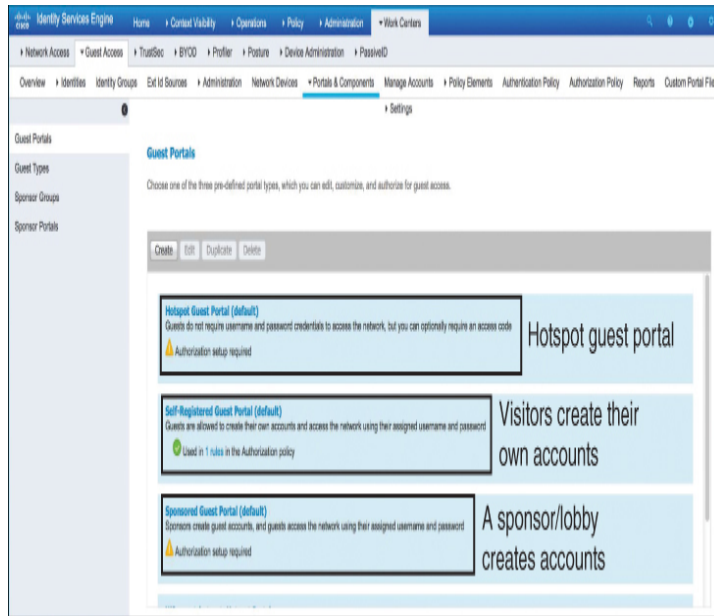 cisco Identity Services Engine Home Context Visibility Operations Policy Administration Work Centers
Network Access Guest Access TrustSec BYOD Profiler Posture Device Administration PassiveID
Overview Identities Identity Groups Ext Id Sources Administration Network Devices Portals & Components Manage Accounts Policy Elements Authentication Policy Authorization Policy Reports Custom Portal File
Settings
Guest Portals
Guest Types
Sponsor Groups
Sponsor Portals
Guest Portals
Choose one of the three pre-defined portal types, which you can edit, customize, and authorize for guest access.
Create Edit Duplicate Delete
Hotspot Guest Portal (default)
Guests do not require username and password credentials to access the network, but you can optionally require an access code
Authorization setup required
Hotspot guest portal
Self-Registered Guest Portal (default)
Guests are allowed to create their own accounts and access the network using their assigned username and password
Used in 1 rules in the Authorization policy
Visitors create their
own accounts
Sponsored Guest Portal (default)
Sponsors create guest accounts, and guests access the network using their assigned username and password
Authorization setup required
A sponsor/lobby
creates accounts